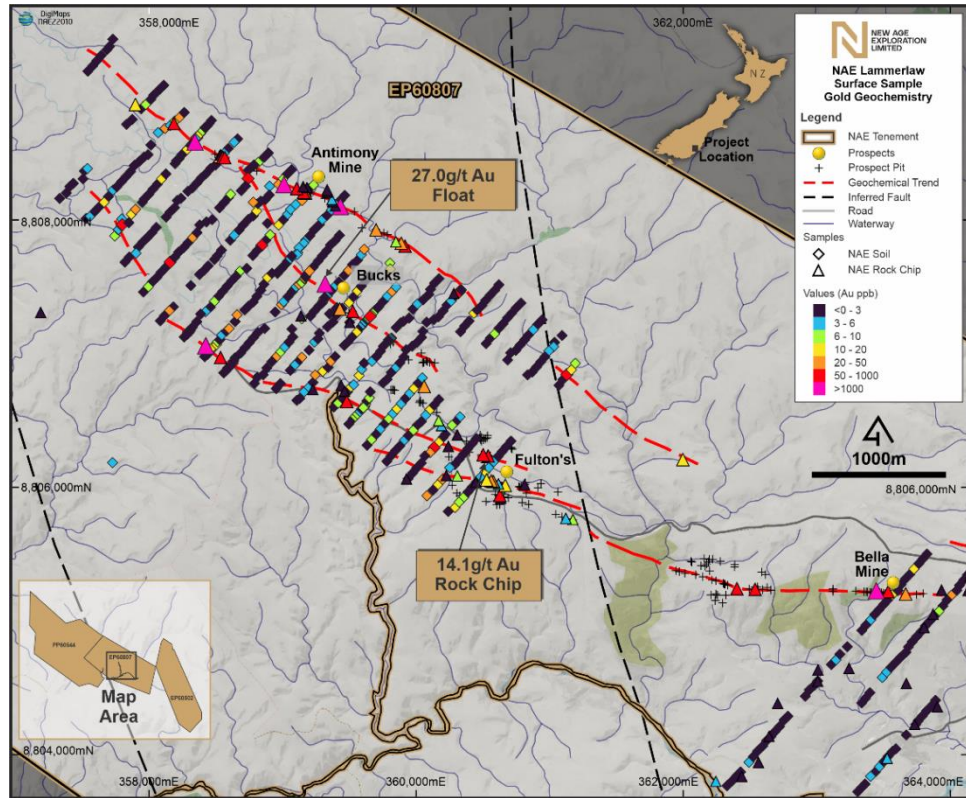 DigiMaps
NAEZ2010
358,000mE
362,000mE
EP60807
N Z
Project
Location
NEW AGE
EXPLORATION
LIMITED
NAE Lammerlaw
Surface Sample
Gold Geochemistry
Legend
NAE Tenement
Prospects
Prospect Pit
Geochemical Trend
Inferred Fault
Road
Waterway
Samples
NAE Soil
NAE Rock Chip
Values (Au ppb)
<0 - 3
3 - 6
6 - 10
10 - 20
20 - 50
50 - 1000
>1000
Antimony
Mine
27.0g/t Au
Float
8,808,000mN
Bucks
1000m
Fulton's
8,806,000mN
8,806,000mN
14.1g/t Au
Rock Chip
Bella
Mine
EP60807
Map
Area
8,804,000mN
358,000mE
360,000mE
362,000mE
364,000mE